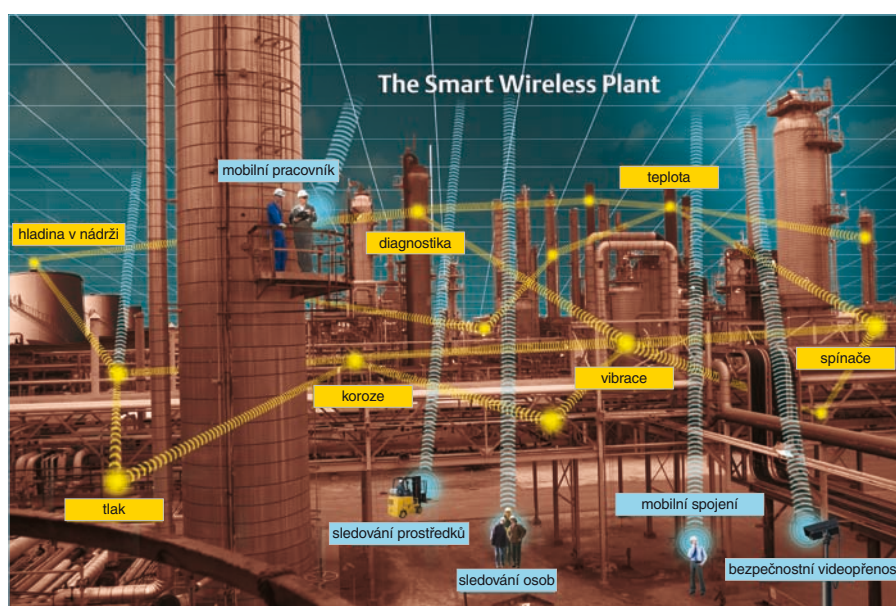 The Smart Wireless Plant
mobilní pracovník
teplota
hladina v nádrži
diagnostika
spínače
vibrace
koroze
tlak
mobilní spojení
sledování prostředků
bezpečnostní videopřenos
sledování osob